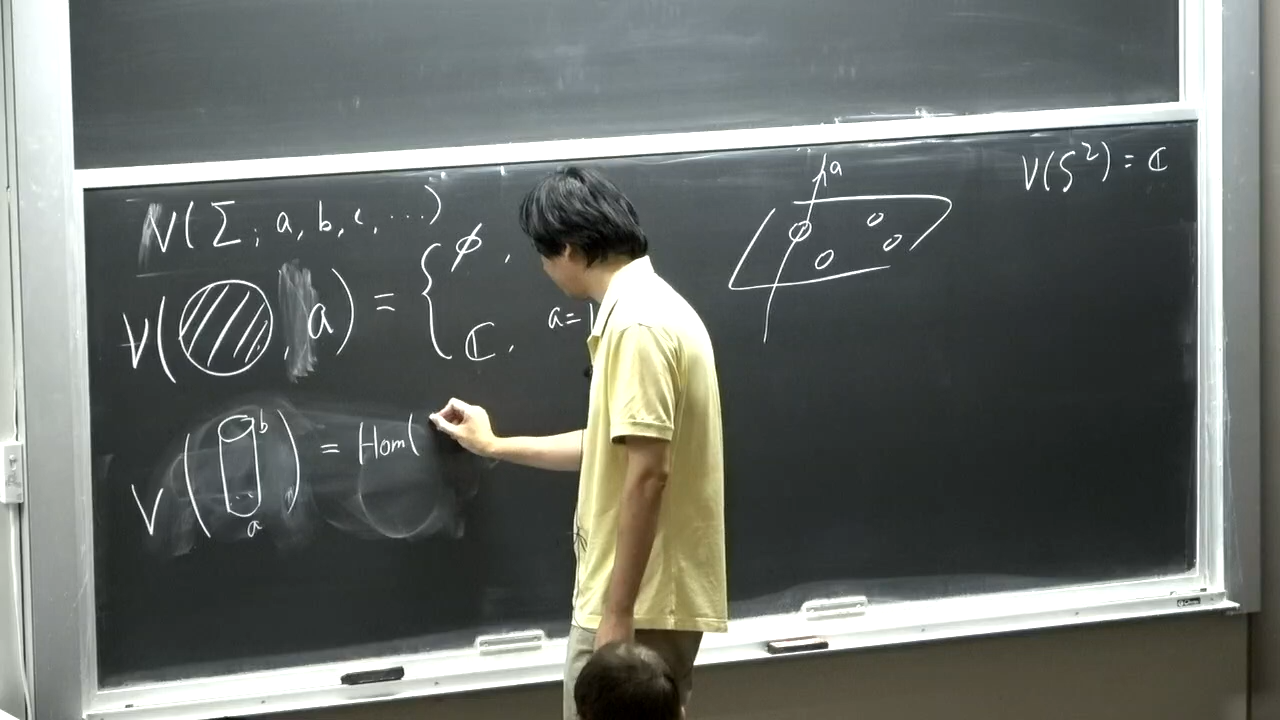 V(Σ; a, b, c, ...)
V( , a) = { ϕ,
ℂ, a=1
V( b a ) = Hom(
a
V(S²) = ℂ